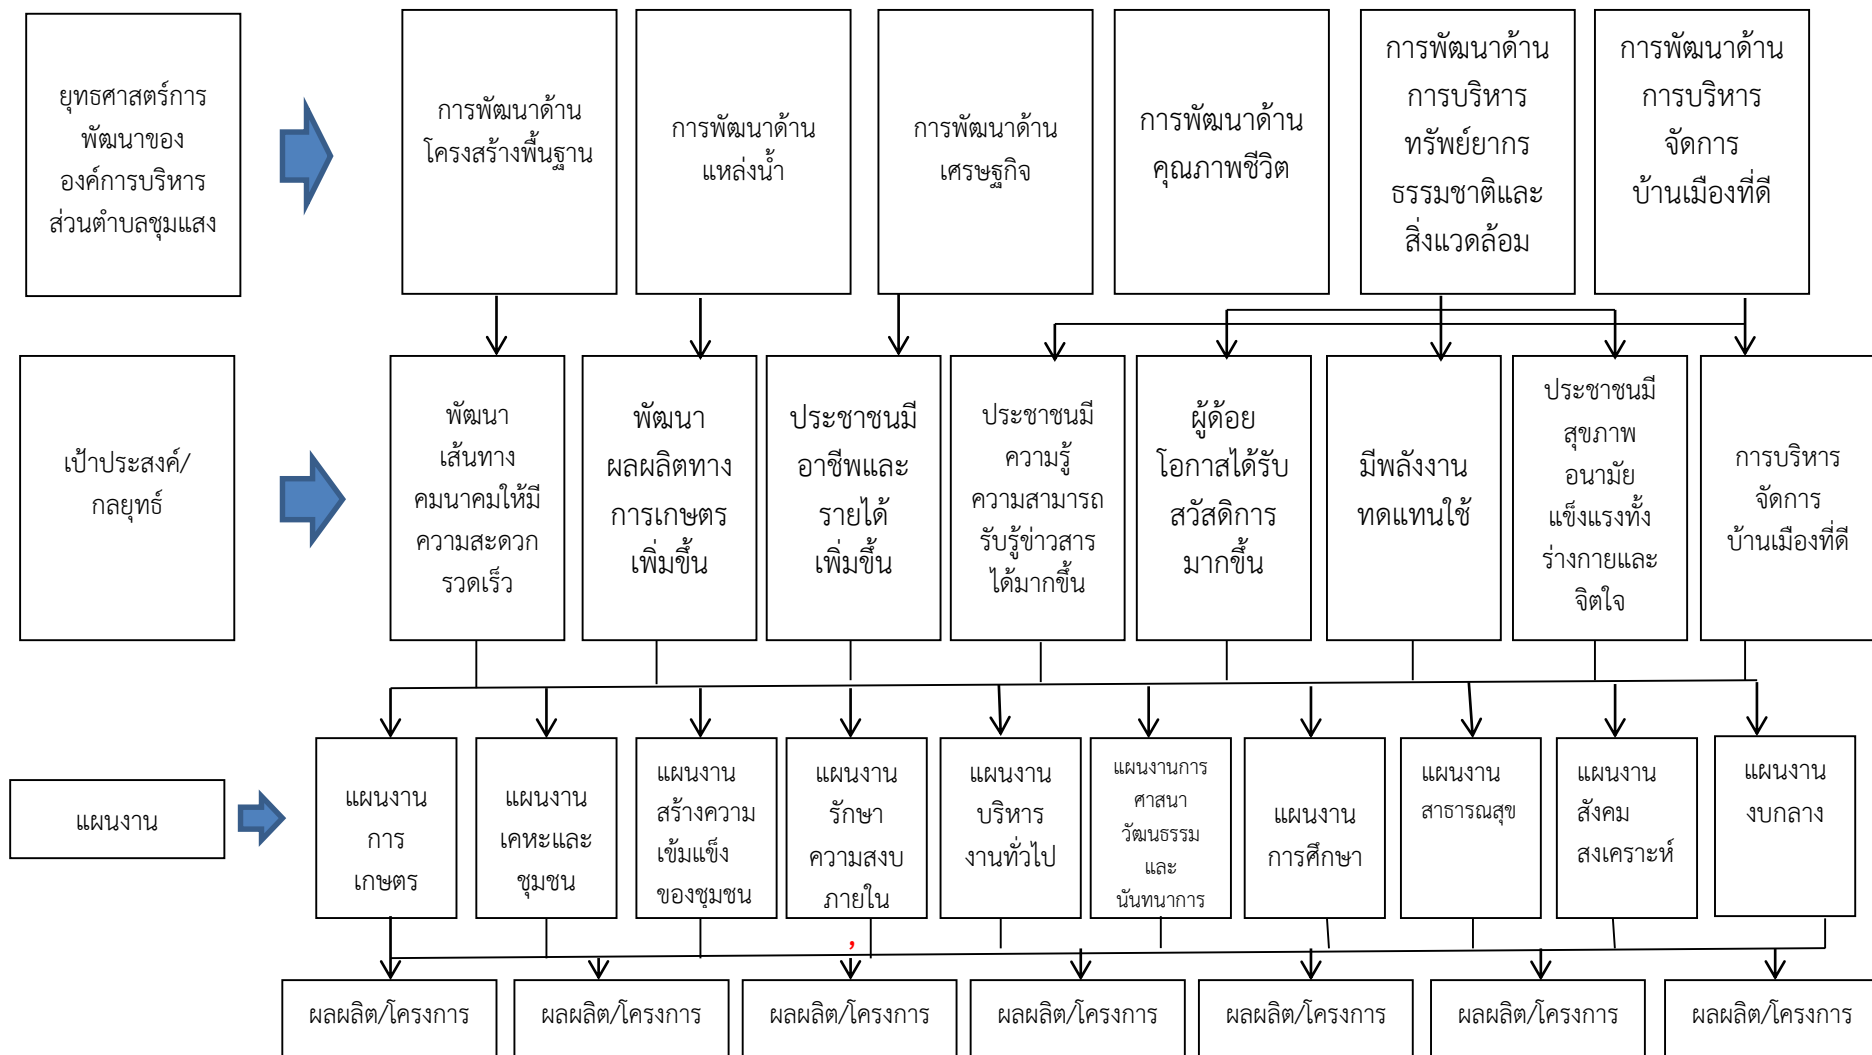 ยุทธศาสตร์การ
พัฒนาของ
องค์การบริหาร
ส่วนตำบลชุมแสง
การพัฒนาด้าน
โครงสร้างพื้นฐาน
การพัฒนาด้าน
แหล่งน้ำ
การพัฒนาด้าน
เศรษฐกิจ
การพัฒนาด้าน
คุณภาพชีวิต
การพัฒนาด้าน
การบริหาร
ทรัพย์ยากร
ธรรมชาติและ
สิ่งแวดล้อม
การพัฒนาด้าน
การบริหาร
จัดการ
บ้านเมืองที่ดี
เป้าประสงค์/
กลยุทธ์
พัฒนา
เส้นทาง
คมนาคมให้มี
ความสะดวก
รวดเร็ว
พัฒนา
ผลผลิตทาง
การเกษตร
เพิ่มขึ้น
ประชาชนมี
อาชีพและ
รายได้
เพิ่มขึ้น
ประชาชนมี
ความรู้
ความสามารถ
รับรู้ข่าวสาร
ได้มากขึ้น
ผู้ด้อย
โอกาสได้รับ
สวัสดิการ
มากขึ้น
มีพลังงาน
ทดแทนใช้
ประชาชนมี
สุขภาพ
อนามัย
แข็งแรงทั้ง
ร่างกายและ
จิตใจ
การบริหาร
จัดการ
บ้านเมืองที่ดี
แผนงาน
แผนงาน
การ
เกษตร
แผนงาน
เคหะและ
ชุมชน
แผนงาน
สร้างความ
เข้มแข็ง
ของชุมชน
แผนงาน
รักษา
ความสงบ
ภายใน
แผนงาน
บริหาร
งานทั่วไป
แผนงานการ
ศาสนา
วัฒนธรรม
และ
นันทนาการ
แผนงาน
การศึกษา
แผนงาน
สาธารณสุข
แผนงาน
สังคม
สงเคราะห์
แผนงาน
งบกลาง
,
ผลผลิต/โครงการ
ผลผลิต/โครงการ
ผลผลิต/โครงการ
ผลผลิต/โครงการ
ผลผลิต/โครงการ
ผลผลิต/โครงการ
ผลผลิต/โครงการ